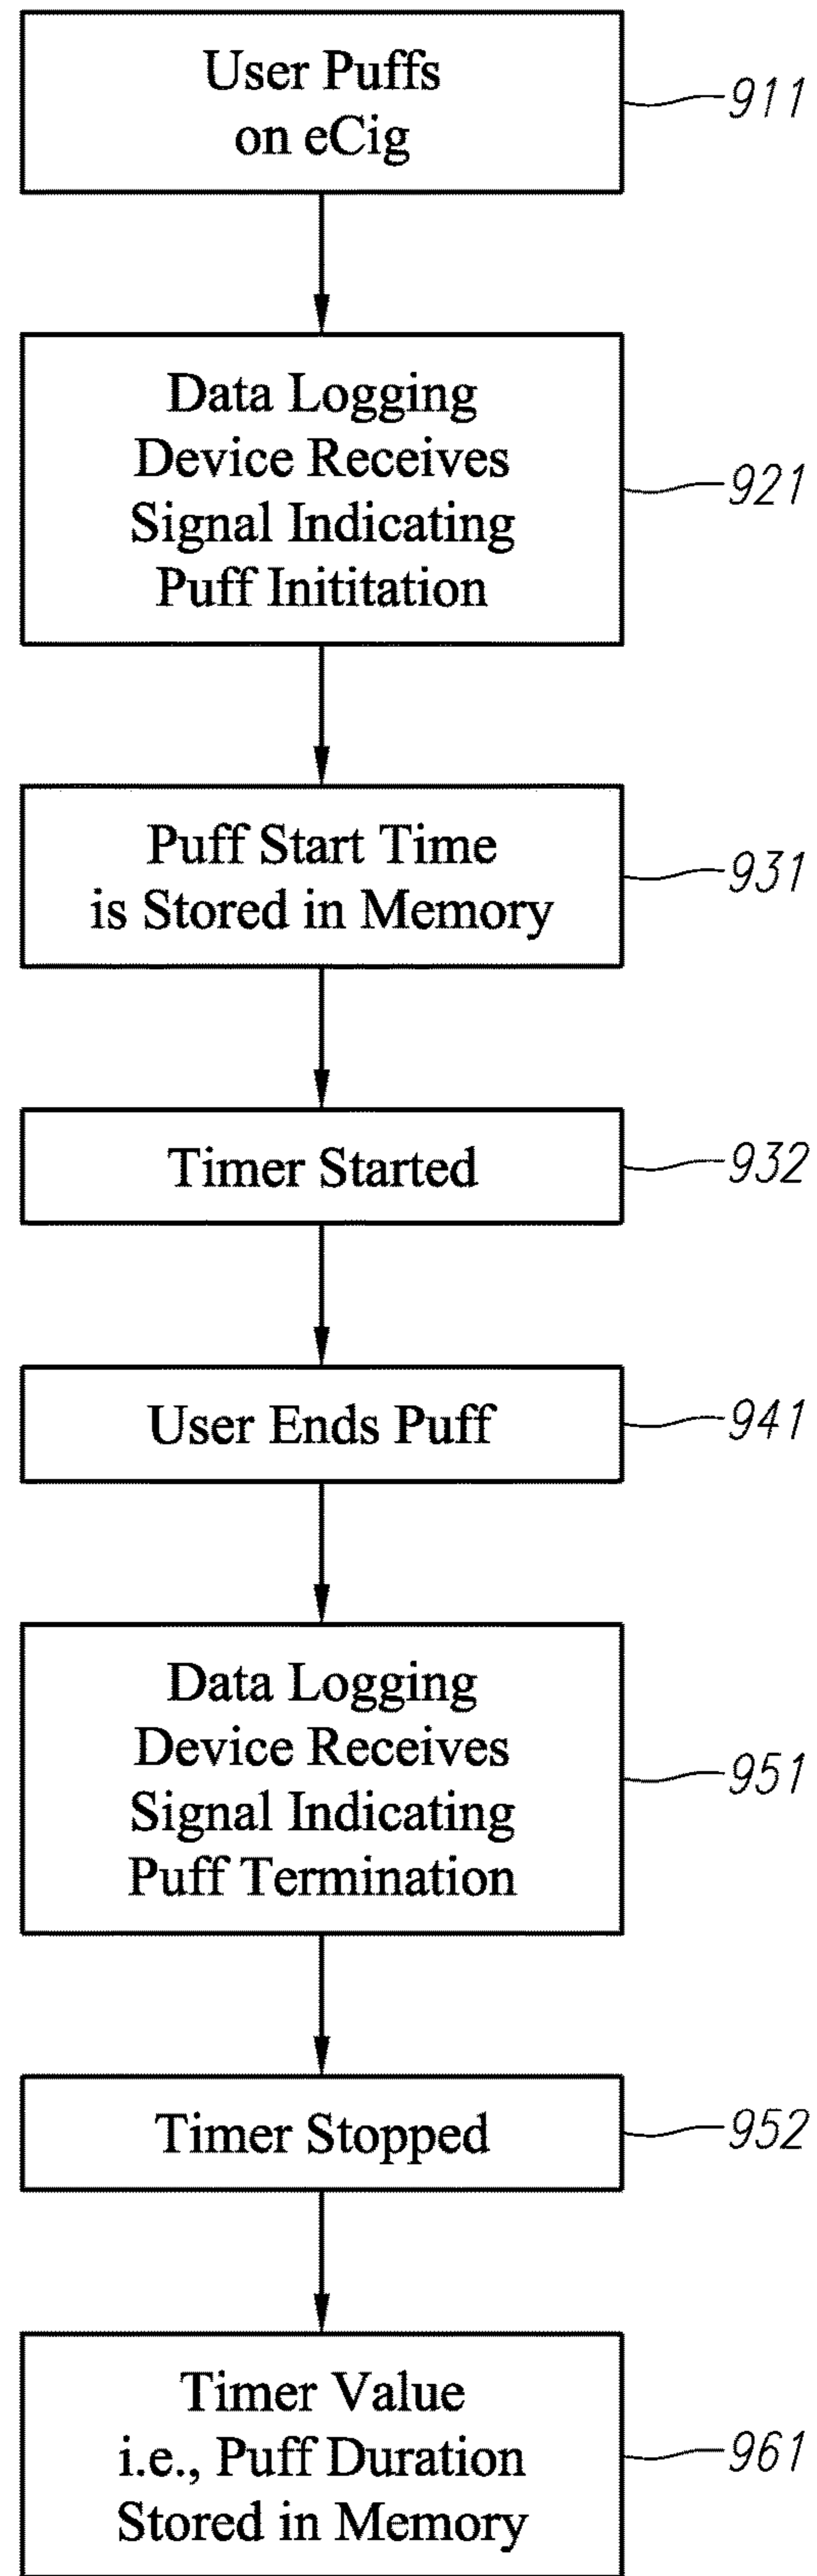 User Puffs
on eCig
911
Data Logging
Device Receives
Signal Indicating
Puff Inititation
921
Puff Start Time
is Stored in Memory
931
Timer Started
932
User Ends Puff
941
Data Logging
Device Receives
Signal Indicating
Puff Termination
951
Timer Stopped
952
Timer Value
i.e., Puff Duration
Stored in Memory
961